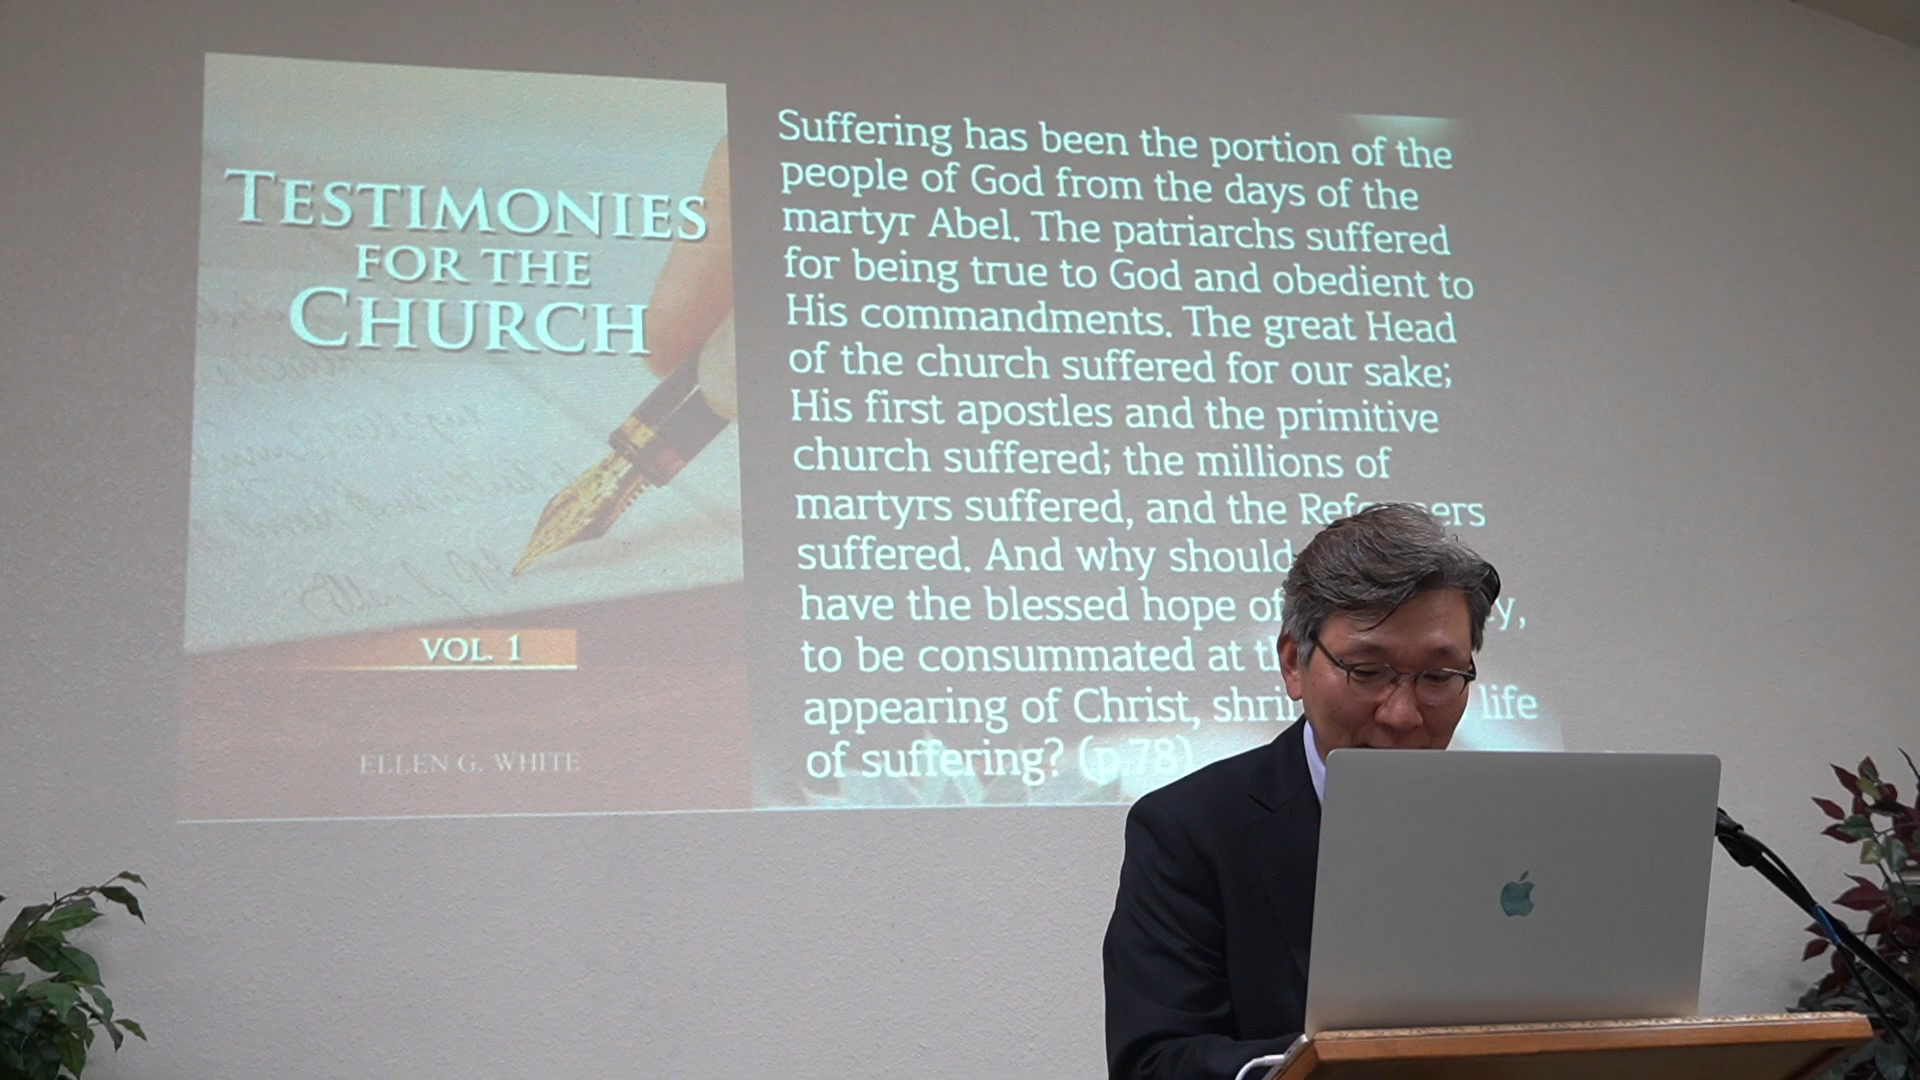 TESTIMONIES
FOR THE
CHURCH
VOL. 1
ELLEN G. WHITE
Suffering has been the portion of the
people of God from the days of the
martyr Abel. The patriarchs suffered
for being true to God and obedient to
His commandments. The great Head
of the church suffered for our sake;
His first apostles and the primitive
church suffered; the millions of
martyrs suffered, and the Reformers
suffered. And why should
have the blessed hope of
to be consummated at
appearing of Christ, life
of suffering? (p.78)